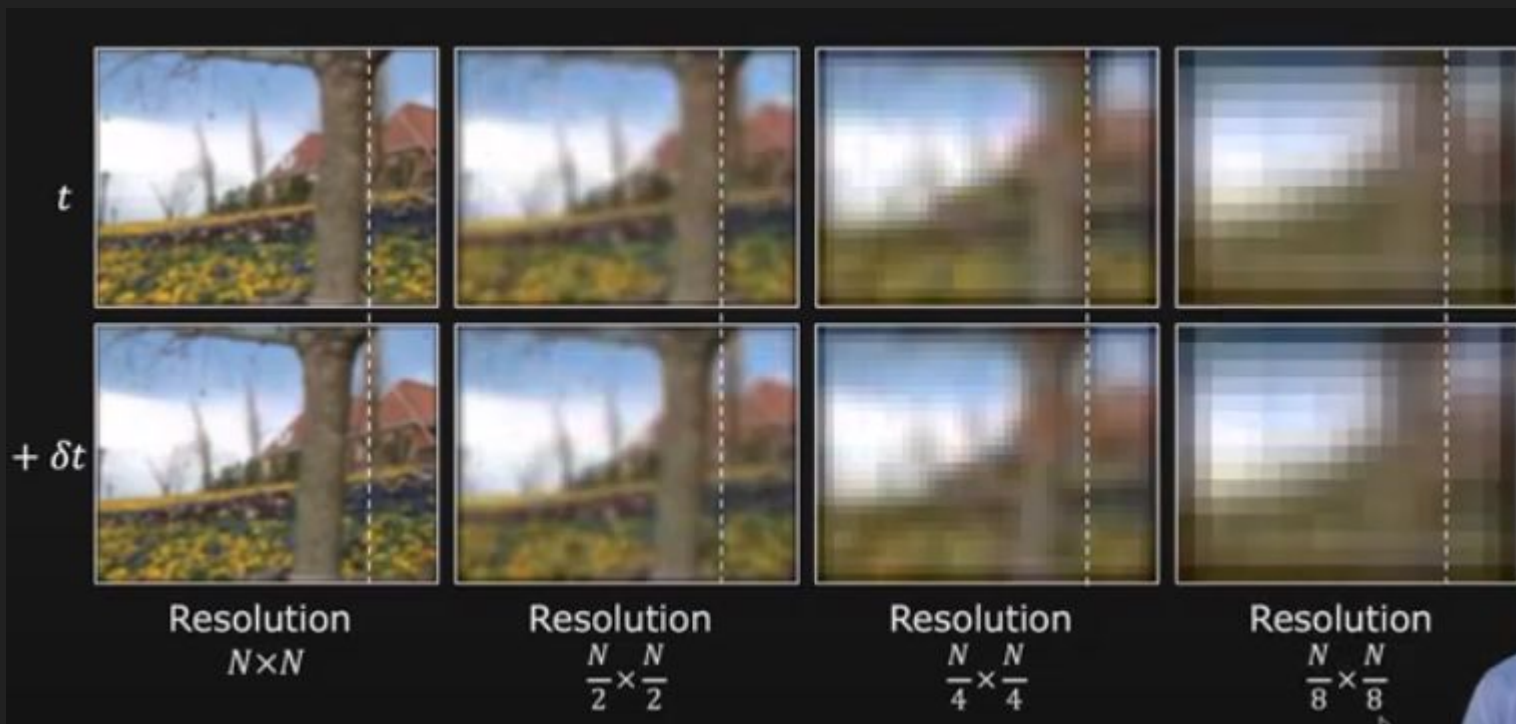 t
+ δt
Resolution
N×N
Resolution
N/2 × N/2
Resolution
N/4 × N/4
Resolution
N/8 × N/8